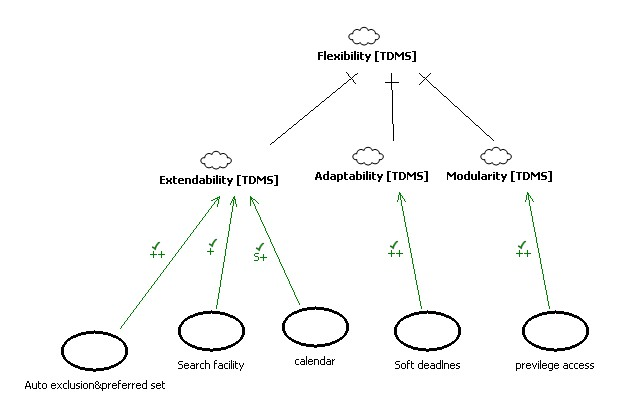 Flexibility [TDMS]
Extendability [TDMS]
Adaptability [TDMS]
Modularity [TDMS]
++
+
S+
++
++
Auto exclusion&preferred set
Search facility
calendar
Soft deadlnes
previlege access